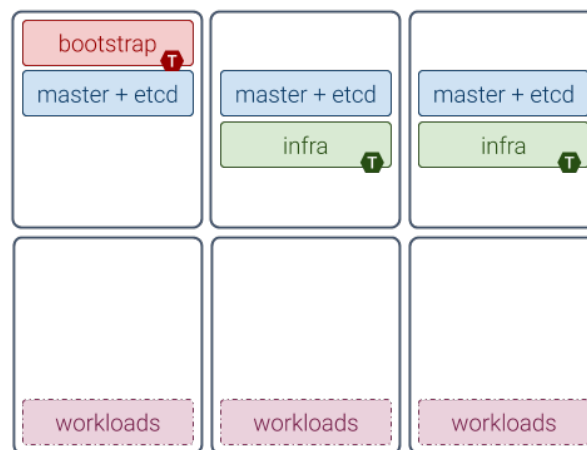 bootstrap
T
master + etcd
master + etcd
infra
T
master + etcd
infra
T
workloads
workloads
workloads